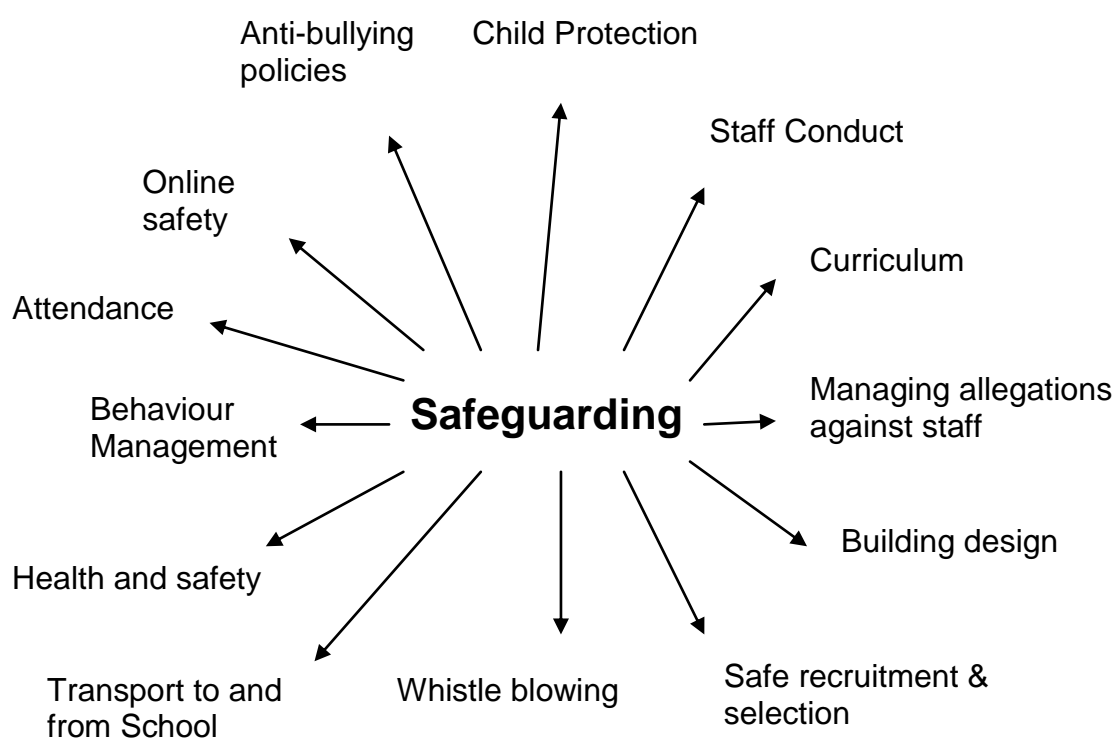 Anti-bullying
policies
Child Protection
Staff Conduct
Online
safety
Curriculum
Attendance
Managing allegations
against staff
Behaviour
Management
Safeguarding
Building design
Health and safety
Transport to and
from School
Whistle blowing
Safe recruitment &
selection